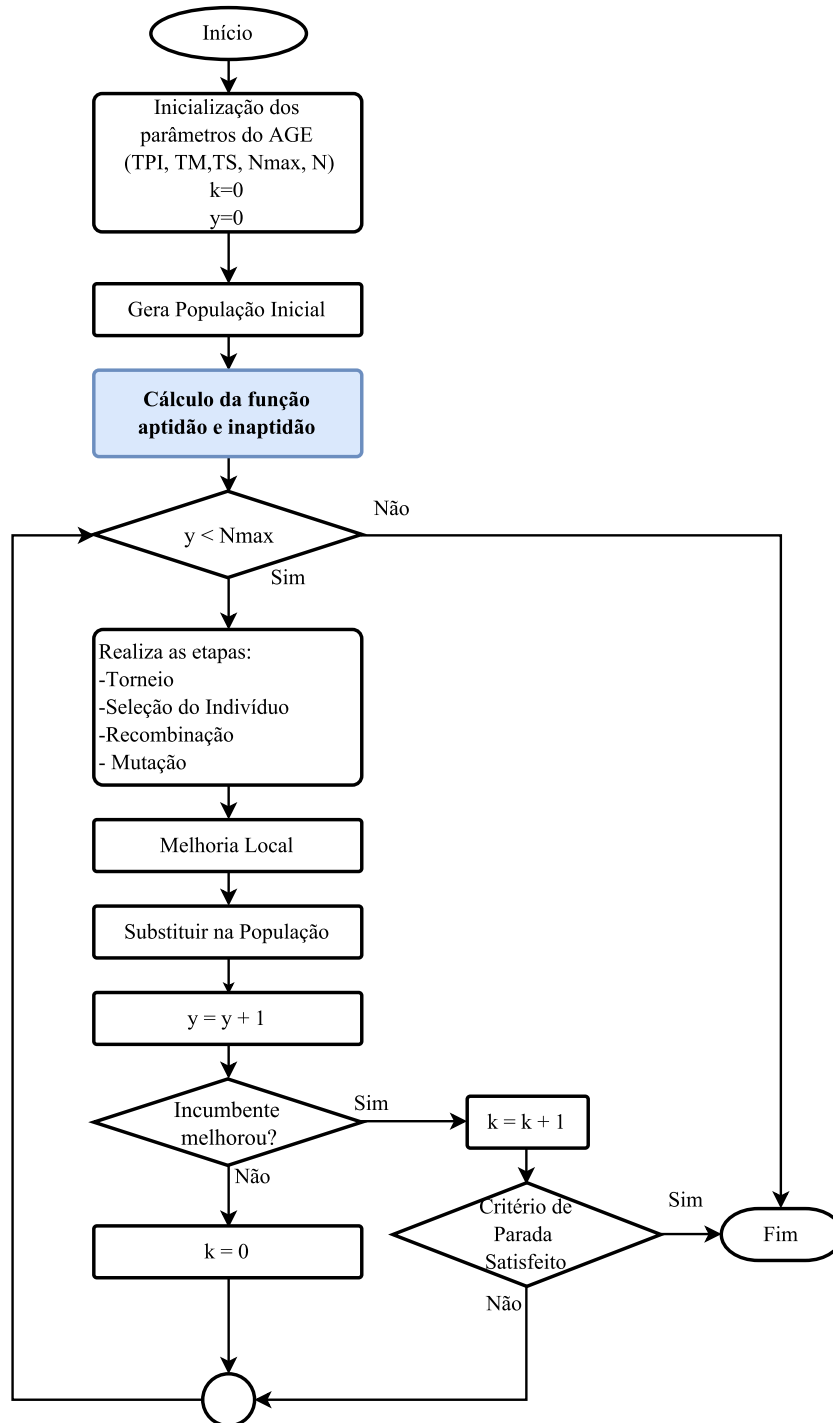 Início
Inicialização dos
parâmetros do AGE
(TPI, TM,TS, Nmax, N)
k=0
y=0
Gera População Inicial
Cálculo da função
aptidão e inaptidão
y < Nmax
Não
Sim
Realiza as etapas:
-Torneio
-Seleção do Indivíduo
-Recombinação
- Mutação
Melhoria Local
Substituir na População
y = y + 1
Incumbente
melhorou?
Sim
Não
k = k + 1
k = 0
Critério de
Parada
Satisfeito
Sim
Não
Fim